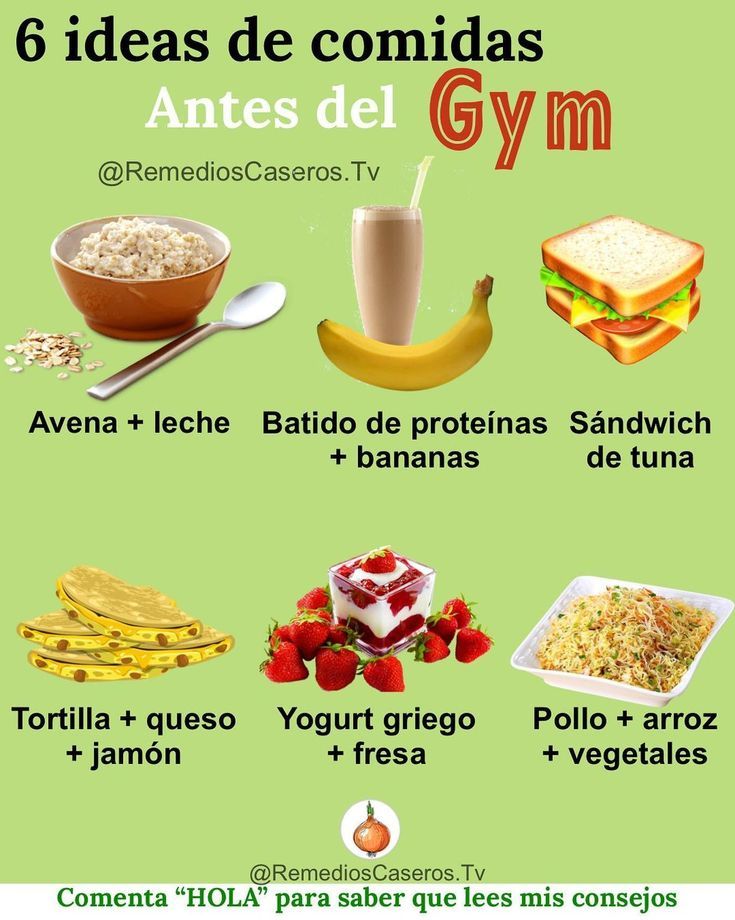 6 ideas de comidas
Antes del Gym
@RemediosCaseros.Tv
Avena + leche
Batido de proteínas
+ bananas
Sándwich
de tuna
Tortilla + queso
+ jamón
Yogurt griego
+ fresa
Pollo + arroz
+ vegetales
@RemediosCaseros.Tv
Comenta “HOLA” para saber que lees mis consejos